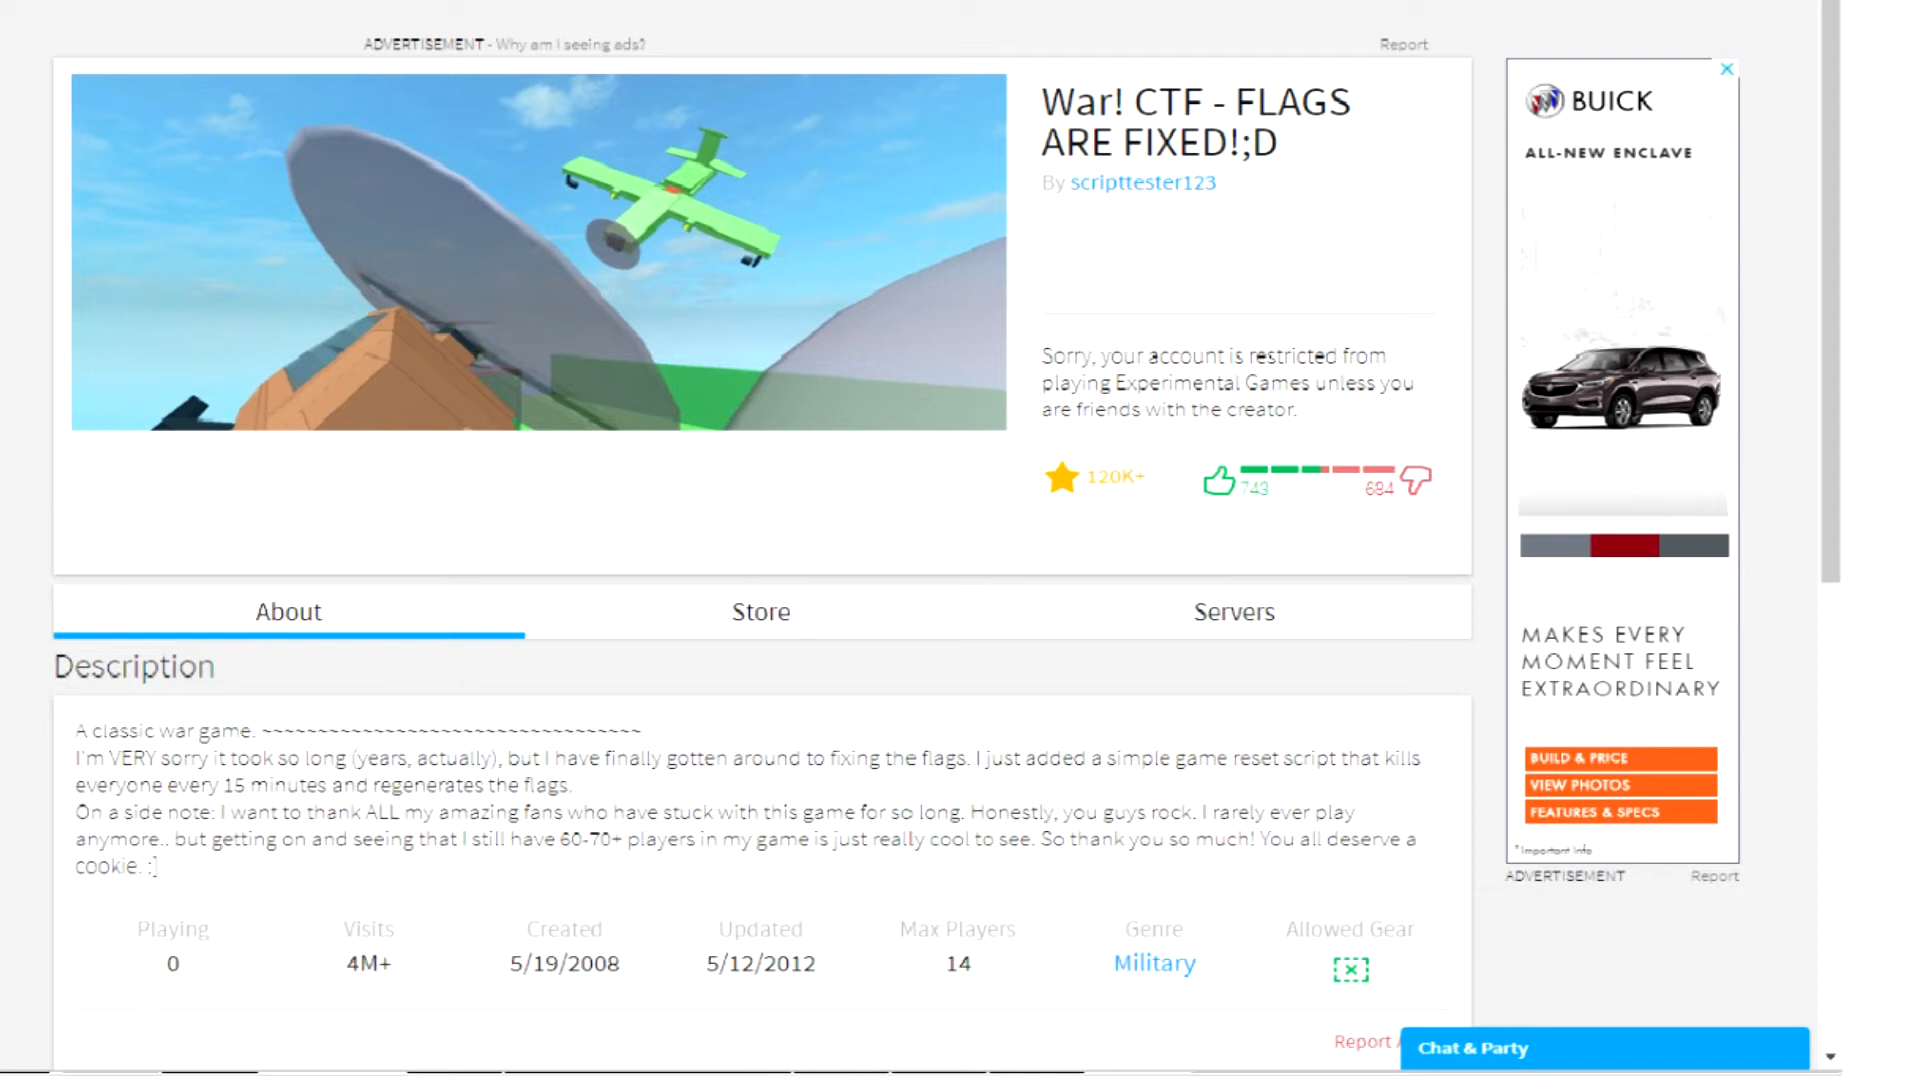 ADVERTISEMENT - Why am I seeing ads?
Report
War! CTF - FLAGS
ARE FIXED!;D
By scripttester123
Sorry, your account is restricted from
playing Experimental Games unless you
are friends with the creator.
120K+
743
684
About
Store
Servers
Description
A classic war game. ~~~~~~~~~~~~~~~~~~~~~~~~~~~~~~~~~~
I'm VERY sorry it took so long (years, actually), but I have finally gotten around to fixing the flags. I just added a simple game reset script that kills
everyone every 15 minutes and regenerates the flags.
On a side note: I want to thank ALL my amazing fans who have stuck with this game for so long. Honestly, you guys rock. I rarely ever play
anymore.. but getting on and seeing that I still have 60-70+ players in my game is just really cool to see. So thank you so much! You all deserve a
cookie. :]
Playing
Visits
Created
Updated
Max Players
Genre
Allowed Gear
0
4M+
5/19/2008
5/12/2012
14
Military
Report
Chat & Party
BUICK
ALL-NEW ENCLAVE
MAKES EVERY
MOMENT FEEL
EXTRAORDINARY
BUILD & PRICE
VIEW PHOTOS
FEATURES & SPECS
*Important Info
ADVERTISEMENT
Report